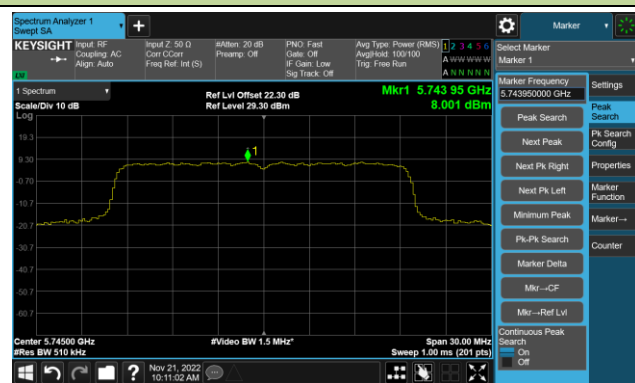 Spectrum Analyzer 1
Swept SA
+
Marker
KEYSIGHT
Input: RF
Coupling: AC
Align: Auto
Input Z: 50 Ω
Corr CCorr
Freq Ref: Int (S)
#Atten: 20 dB
Preamp: Off
PNO: Fast
Gate: Off
IF Gain: Low
Sig Track: Off
Avg Type: Power (RMS)
Avg|Hold: 100/100
Trig: Free Run
1 2 3 4 5 6
A W W W W W
A N N N N N
Select Marker
Marker 1
1 Spectrum
Scale/Div 10 dB
Log
Ref Lvl Offset 22.30 dB
Ref Level 29.30 dBm
Mkr1 5.743 95 GHz
8.001 dBm
1
19.3
9.30
-0.70
-10.7
-20.7
-30.7
-40.7
-50.7
-60.7
Center 5.74500 GHz
#Res BW 510 kHz
#Video BW 1.5 MHz*
Span 30.00 MHz
Sweep 1.00 ms (201 pts)
Marker Frequency
5.743950000 GHz
Peak Search
Next Peak
Next Pk Right
Next Pk Left
Minimum Peak
Pk-Pk Search
Marker Delta
Mkr→CF
Mkr→Ref Lvl
Continuous Peak
Search
On
Off
Settings
Peak
Search
Pk Search
Config
Properties
Marker
Function
Marker→
Counter
?
Nov 21, 2022
10:11:02 AM